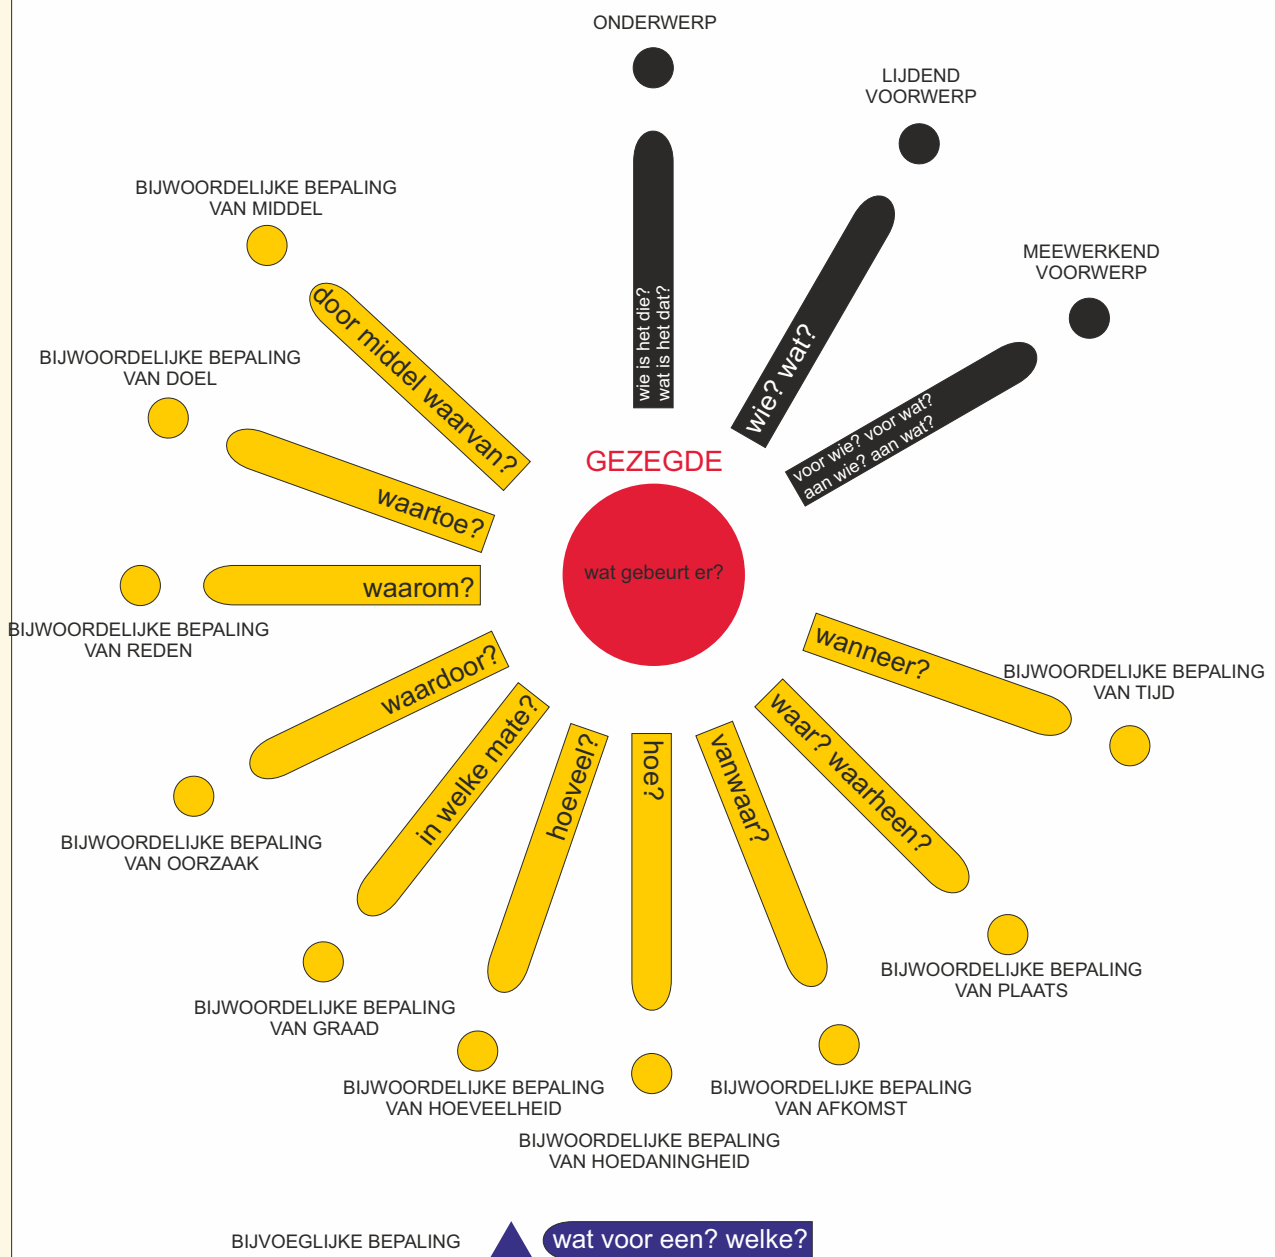 ONDERWERP
wie is het die?
wat is het dat?
LIJDEND
VOORWERP
wie? wat?
MEEWERKEND
VOORWERP
voor wie? voor wat?
aan wie? aan wat?
GEZEGDE
wat gebeurt er?
wanneer?
BIJWOORDELIJKE BEPALING
VAN TIJD
waar? waarheen?
BIJWOORDELIJKE BEPALING
VAN PLAATS
vanwaar?
BIJWOORDELIJKE BEPALING
VAN AFKOMST
hoe?
BIJWOORDELIJKE BEPALING
VAN HOEDANINGHEID
hoeveel?
BIJWOORDELIJKE BEPALING
VAN HOEVEELHEID
in welke mate?
BIJWOORDELIJKE BEPALING
VAN GRAAD
waardoor?
BIJWOORDELIJKE BEPALING
VAN OORZAAK
waarom?
BIJWOORDELIJKE BEPALING
VAN REDEN
waartoe?
BIJWOORDELIJKE BEPALING
VAN DOEL
door middel waarvan?
BIJWOORDELIJKE BEPALING
VAN MIDDEL
BIJVOEGLIJKE BEPALING
wat voor een? welke?